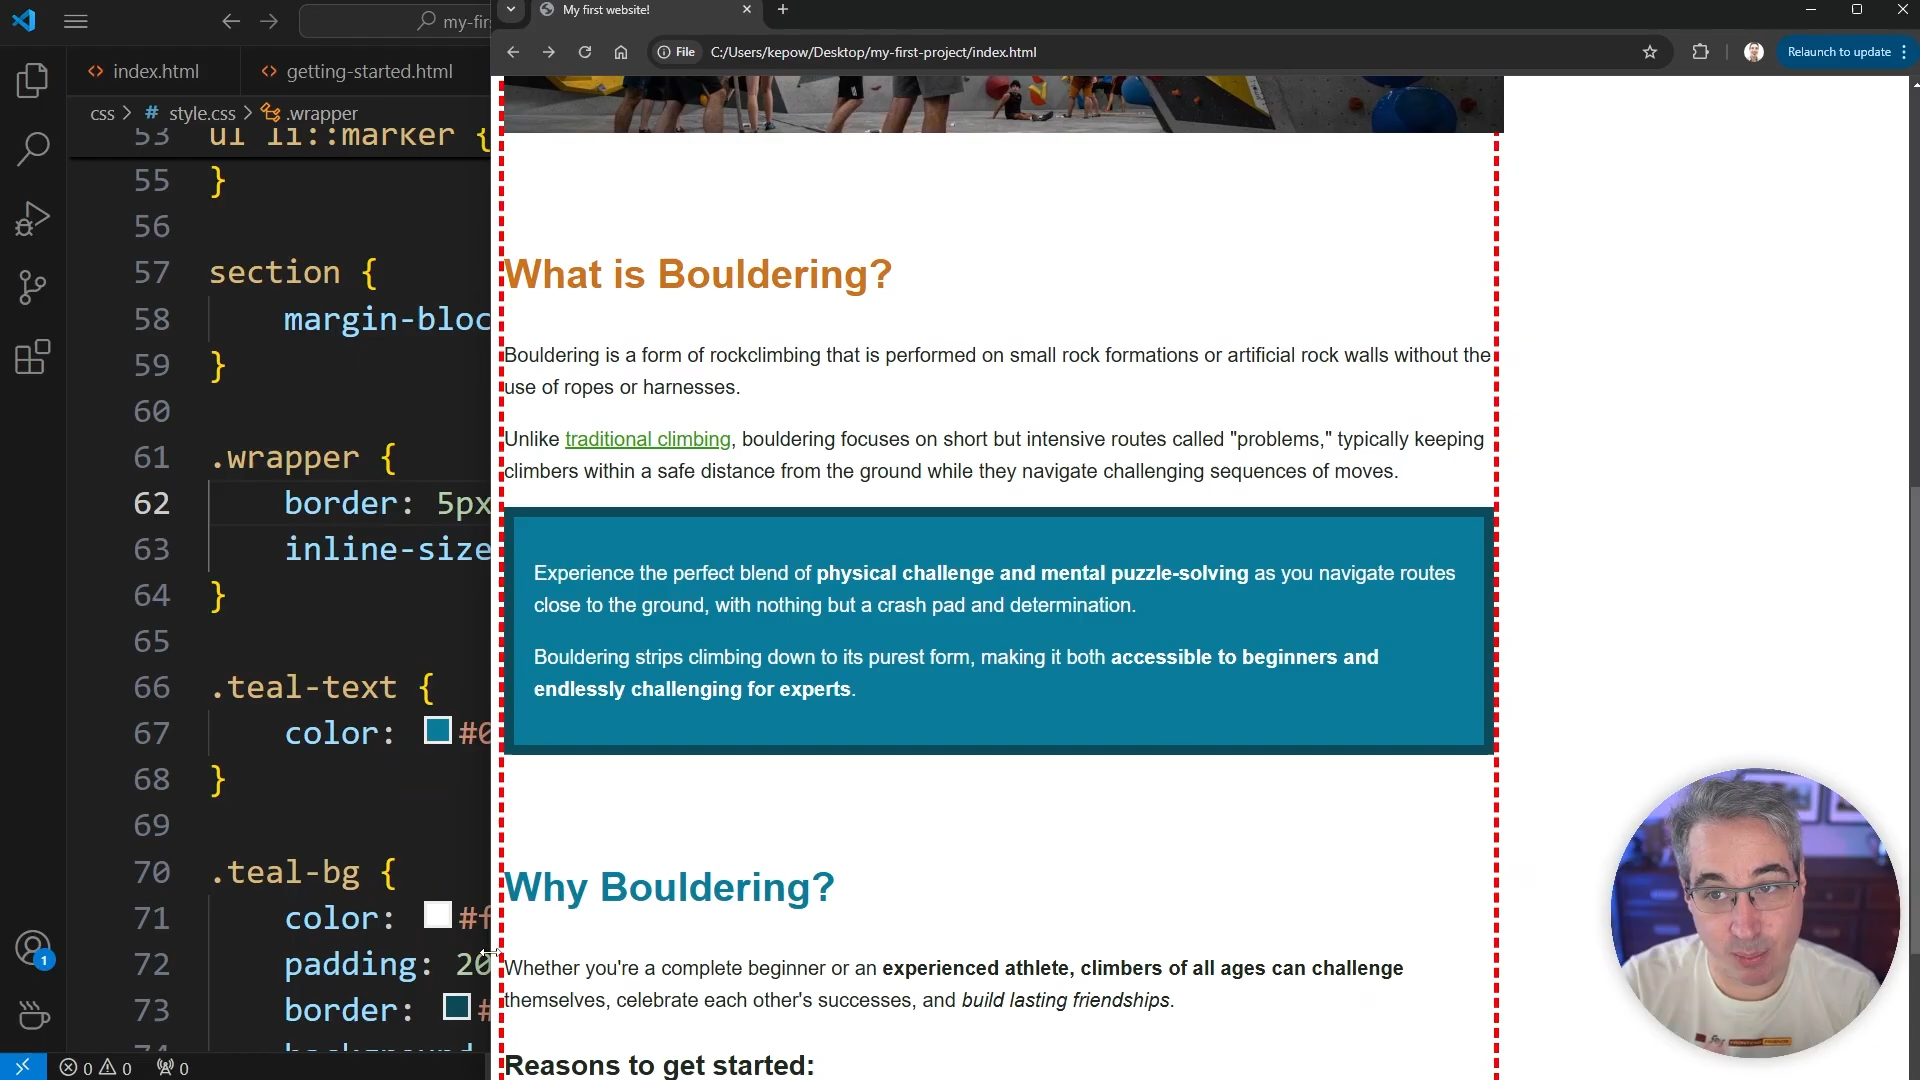 my-fir
My first website!
File C:/Users/kepow/Desktop/my-first-project/index.html
Relaunch to update
index.html
getting-started.html
css > # style.css > .wrapper
53 ul li::marker {
55 }
56
57 section {
58 margin-bloc
59 }
60
61 .wrapper {
62 border: 5px
63 inline-size
64 }
65
66 .teal-text {
67 color: #0
68 }
69
70 .teal-bg {
71 color: #f
72 padding: 20
73 border: #
74 background
1
0 0 0
What is Bouldering?
Bouldering is a form of rockclimbing that is performed on small rock formations or artificial rock walls without the
use of ropes or harnesses.
Unlike traditional climbing, bouldering focuses on short but intensive routes called "problems," typically keeping
climbers within a safe distance from the ground while they navigate challenging sequences of moves.
Experience the perfect blend of physical challenge and mental puzzle-solving as you navigate routes
close to the ground, with nothing but a crash pad and determination.
Bouldering strips climbing down to its purest form, making it both accessible to beginners and
endlessly challenging for experts.
Why Bouldering?
Whether you're a complete beginner or an experienced athlete, climbers of all ages can challenge
themselves, celebrate each other's successes, and build lasting friendships.
Reasons to get started: